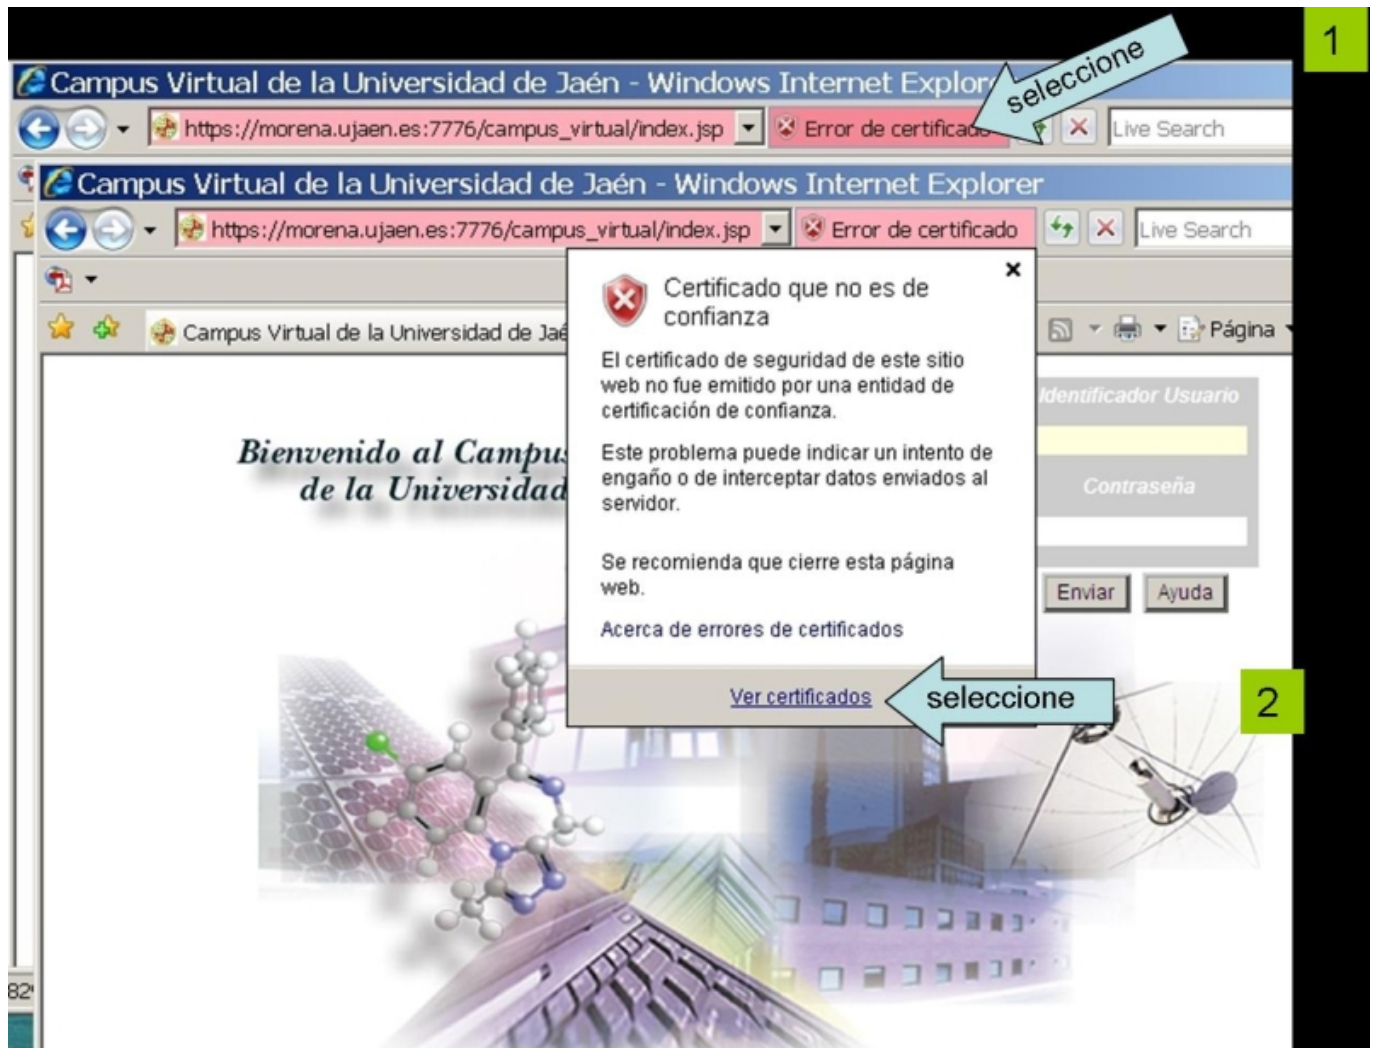 1
seleccione
Campus Virtual de la Universidad de Jaén - Windows Internet Explor
https://morena.ujaen.es:7776/campus_virtual/index.jsp
Error de certificado
Live Search
Campus Virtual de la Universidad de Jaén - Windows Internet Explorer
https://morena.ujaen.es:7776/campus_virtual/index.jsp
Error de certificado
Live Search
Campus Virtual de la Universidad de Jaé
Página
Certificado que no es de
confianza
El certificado de seguridad de este sitio
web no fue emitido por una entidad de
certificación de confianza.
Este problema puede indicar un intento de
engaño o de interceptar datos enviados al
servidor.
Se recomienda que cierre esta página
web.
Acerca de errores de certificados
Ver certificados
seleccione
2
Identificador Usuario
Contraseña
Enviar
Ayuda
Bienvenido al Campu
de la Universidad
829